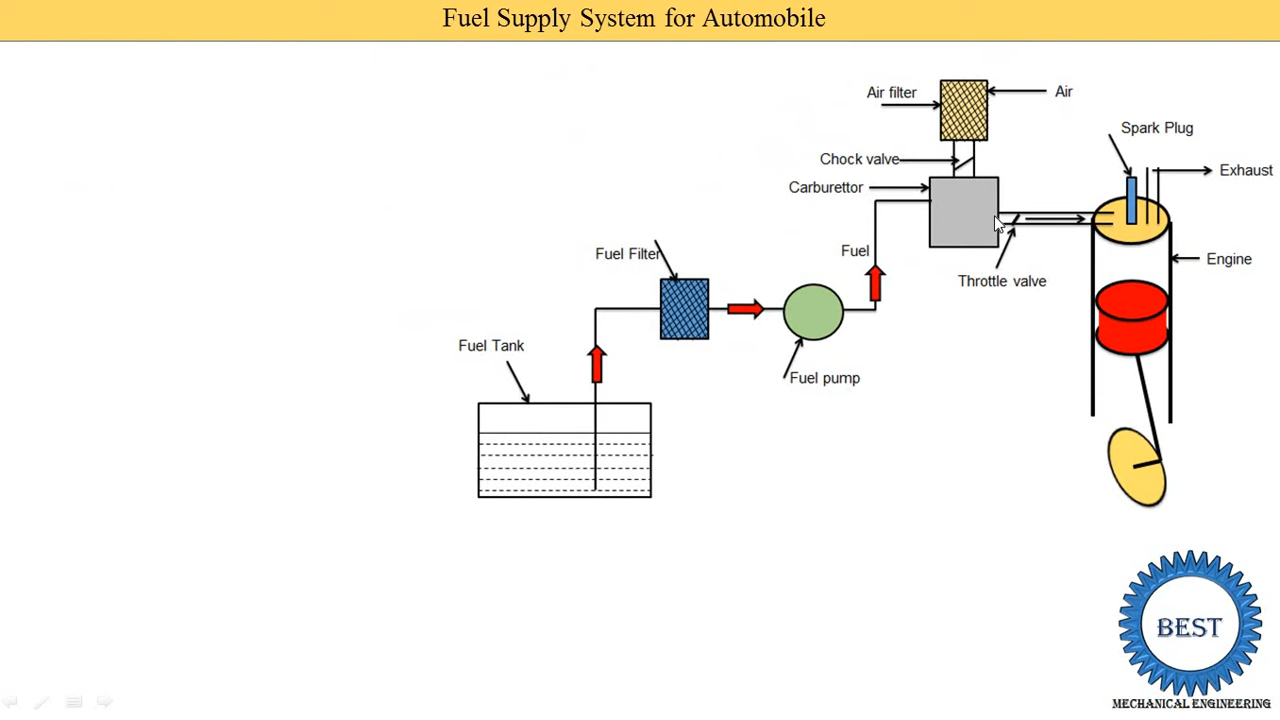 Fuel Supply System for Automobile
Air filter
Air
Spark Plug
Chock valve
Exhaust
Carburettor
Fuel
Fuel Filter
Engine
Throttle valve
Fuel Tank
Fuel pump
BEST
MECHANICAL ENGINEERING